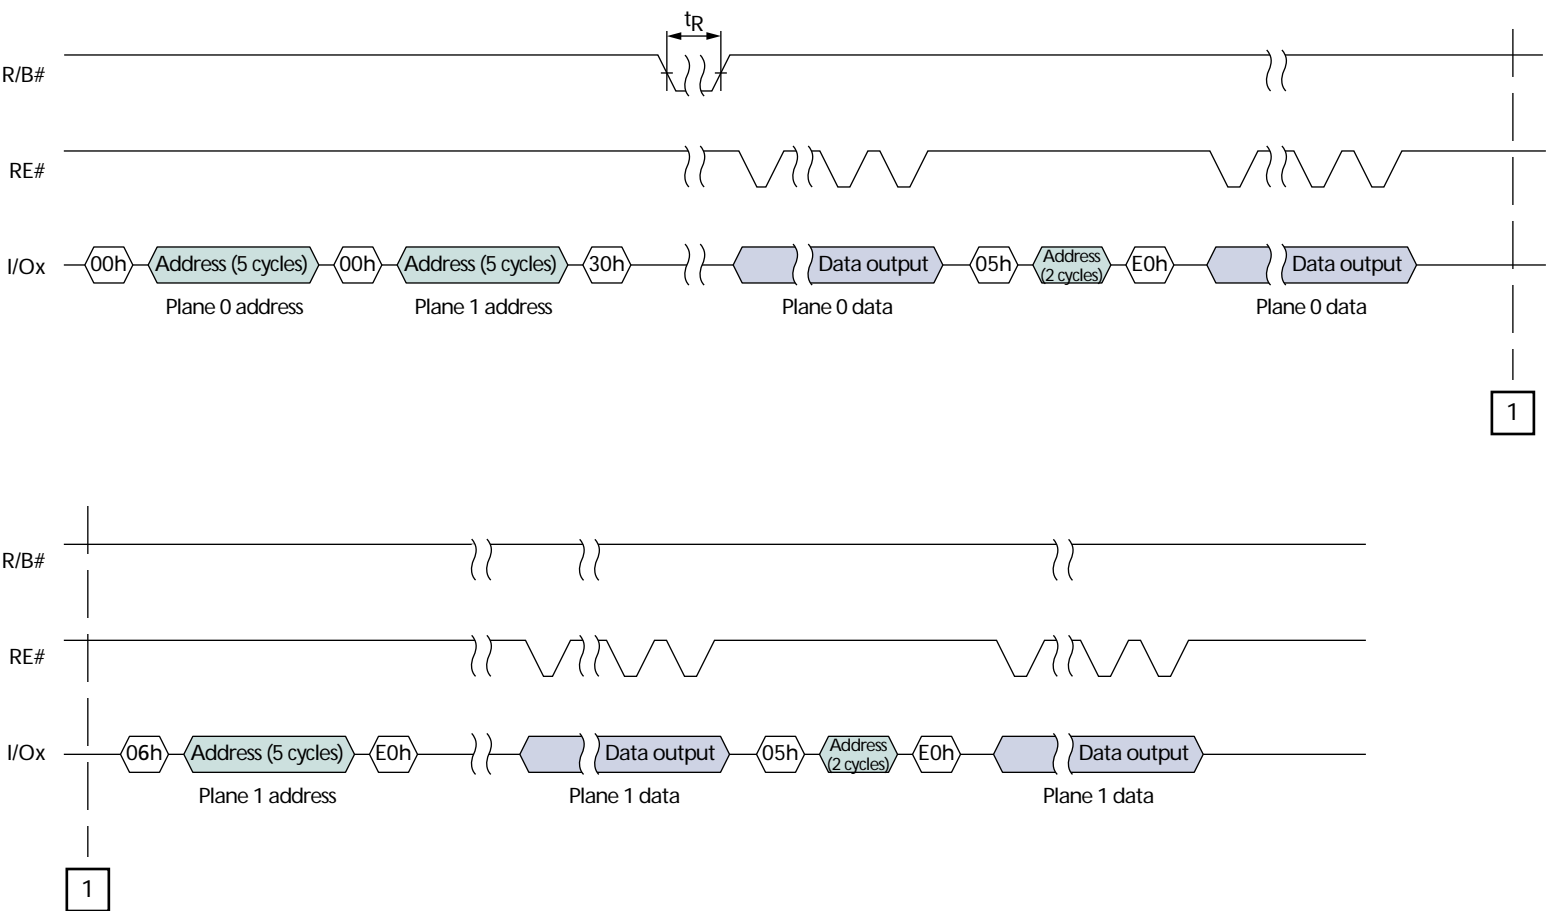 tR
R/B#
RE#
I/Ox 00h Address (5 cycles) 00h Address (5 cycles) 30h Data output 05h Address (2 cycles) E0h Data output
Plane 0 address Plane 1 address Plane 0 data Plane 0 data
1
R/B#
RE#
I/Ox 06h Address (5 cycles) E0h Data output 05h Address (2 cycles) E0h Data output
Plane 1 address Plane 1 data Plane 1 data
1